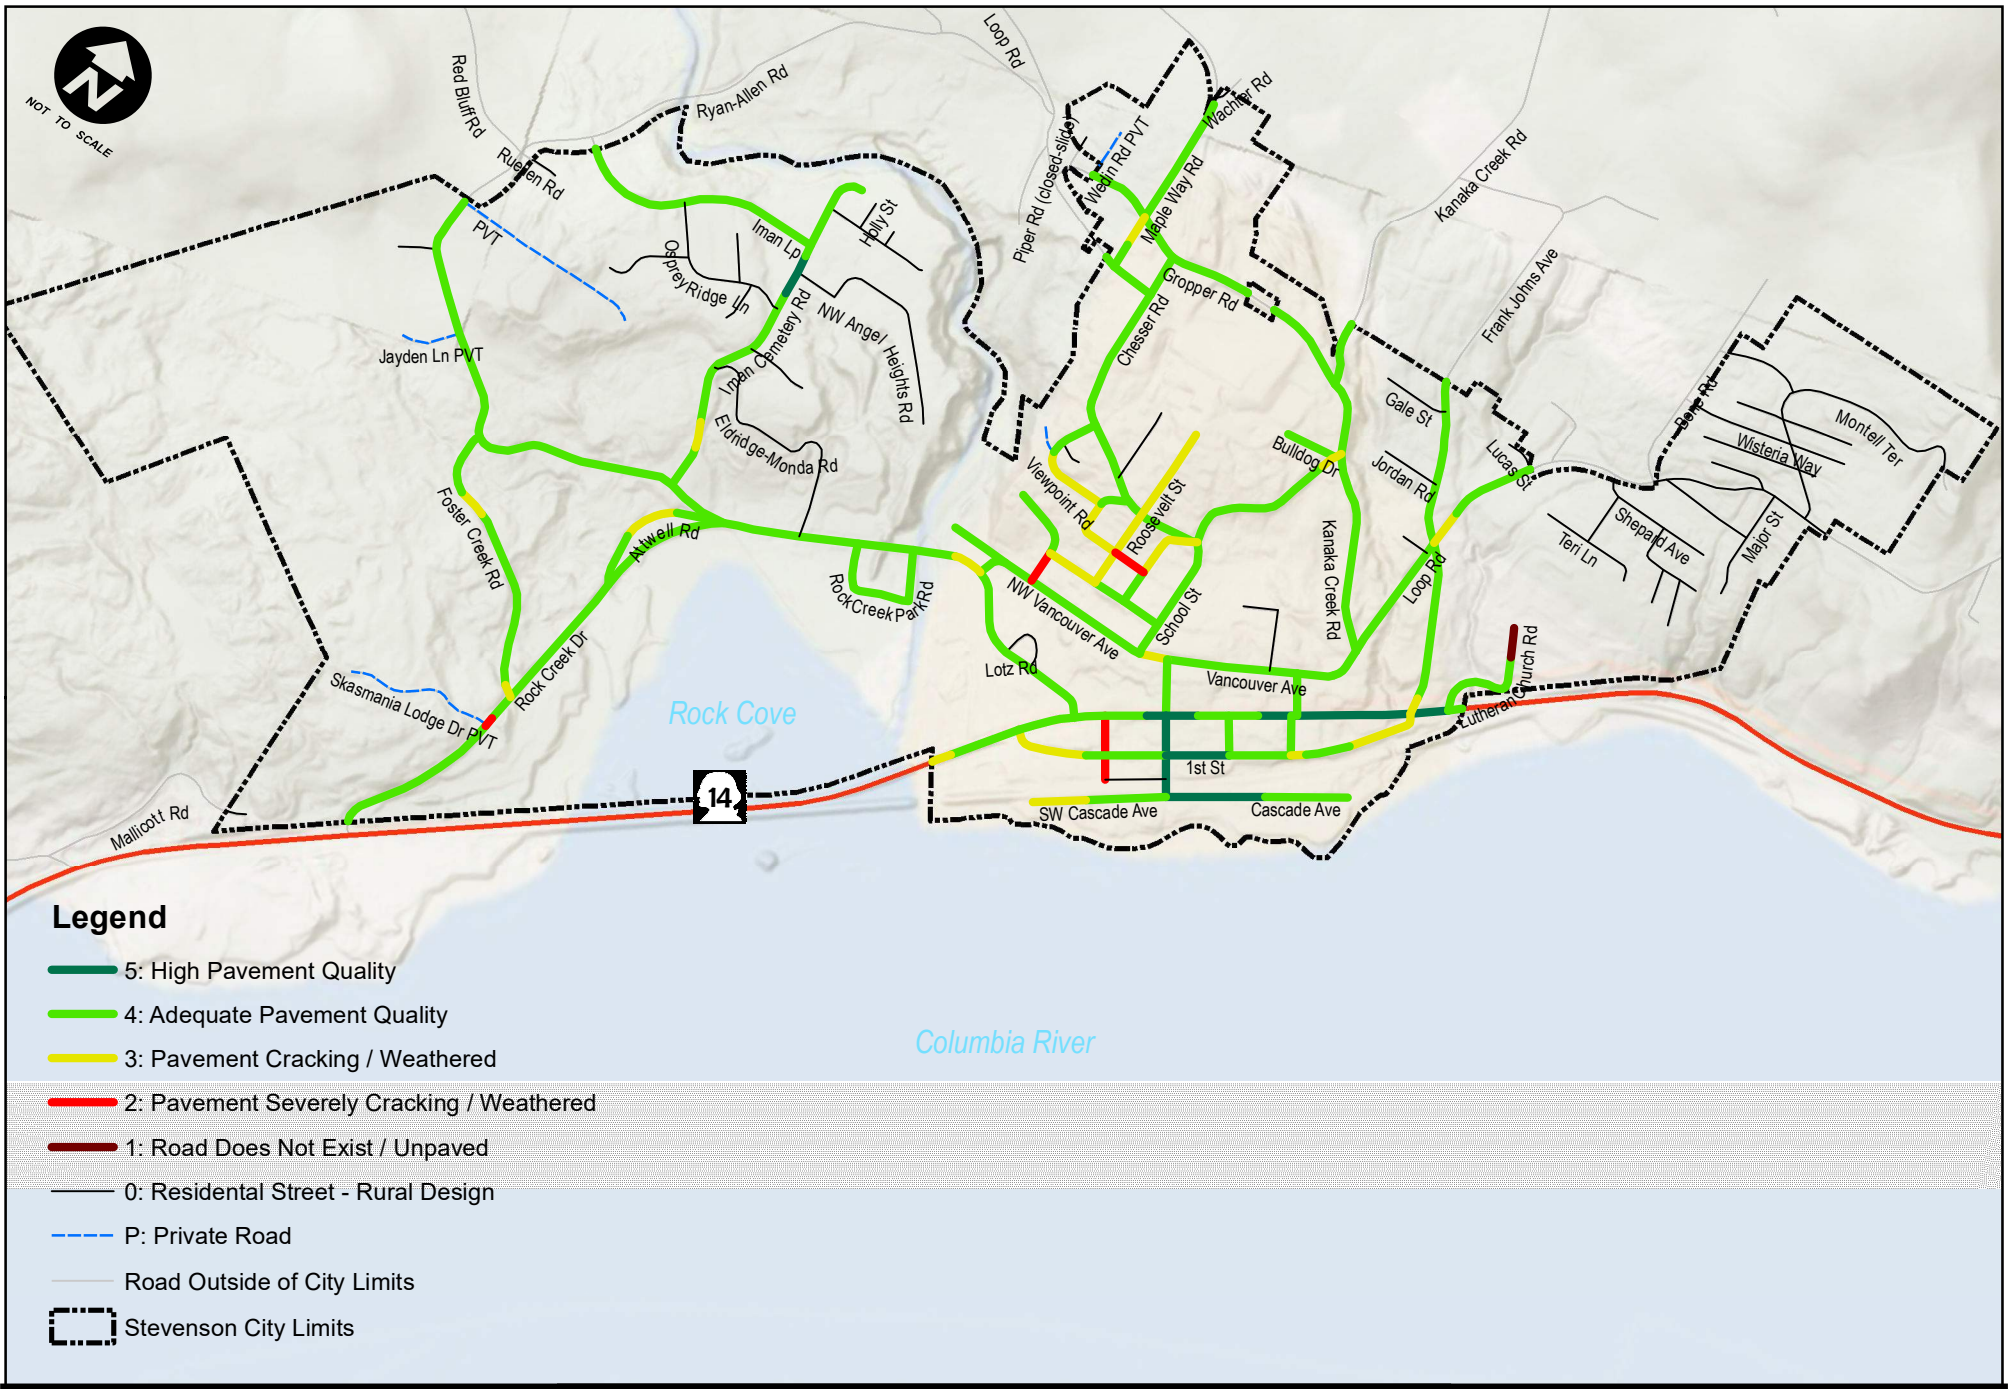 N
NOT TO SCALE
Red Bluff Rd
Ryan-Allen Rd
Loop Rd
Wachter Rd
Ruegen Rd
PVT
Piper Rd (closed-slide)
Wedin Rd PVT
Maple Way Rd
Kanaka Creek Rd
Iman Lp
Holly St
Osprey Ridge Ln
Gropper Rd
Frank Johns Ave
NW Angel Heights Rd
Iman Cemetery Rd
Chesser Rd
Jayden Ln PVT
Eldridge-Monda Rd
Gale St
Bone Rd
Montell Ter
Wisteria Way
Bulldog Dr
Jordan Rd
Lucas St
Viewpoint Rd
Roosevelt St
Foster Creek Rd
Attwell Rd
Kanaka Creek Rd
Loop Rd
Teri Ln
Shepard Ave
Major St
Rock Creek Park Rd
NW Vancouver Ave
School St
Rock Creek Dr
Lotz Rd
Vancouver Ave
Lutheran Church Rd
Skasmania Lodge Dr PVT
Rock Cove
1st St
14
SW Cascade Ave
Cascade Ave
Mallicott Rd
Columbia River
Legend
5: High Pavement Quality
4: Adequate Pavement Quality
3: Pavement Cracking / Weathered
2: Pavement Severely Cracking / Weathered
1: Road Does Not Exist / Unpaved
0: Residental Street - Rural Design
P: Private Road
Road Outside of City Limits
Stevenson City Limits